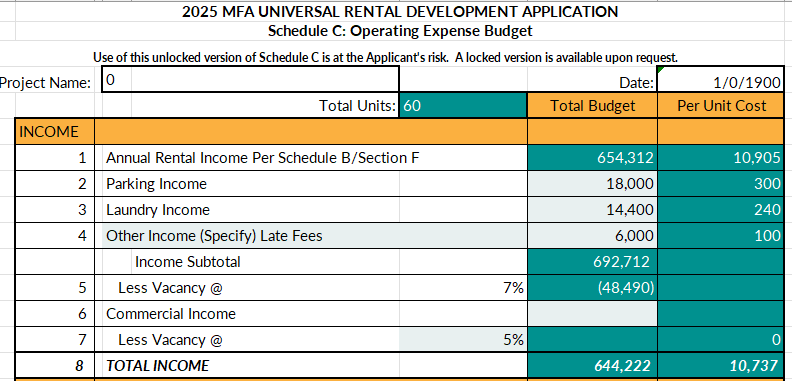 2025 MFA UNIVERSAL RENTAL DEVELOPMENT APPLICATION
Schedule C: Operating Expense Budget
Use of this unlocked version of Schedule C is at the Applicant's risk. A locked version is available upon request.
Project Name: 0 Date: 1/0/1900
Total Units: 60 Total Budget Per Unit Cost
INCOME
1 Annual Rental Income Per Schedule B/Section F 654,312 10,905
2 Parking Income 18,000 300
3 Laundry Income 14,400 240
4 Other Income (Specify) Late Fees 6,000 100
Income Subtotal 692,712
5 Less Vacancy @ 7% (48,490)
6 Commercial Income
7 Less Vacancy @ 5% 0
8 TOTAL INCOME 644,222 10,737